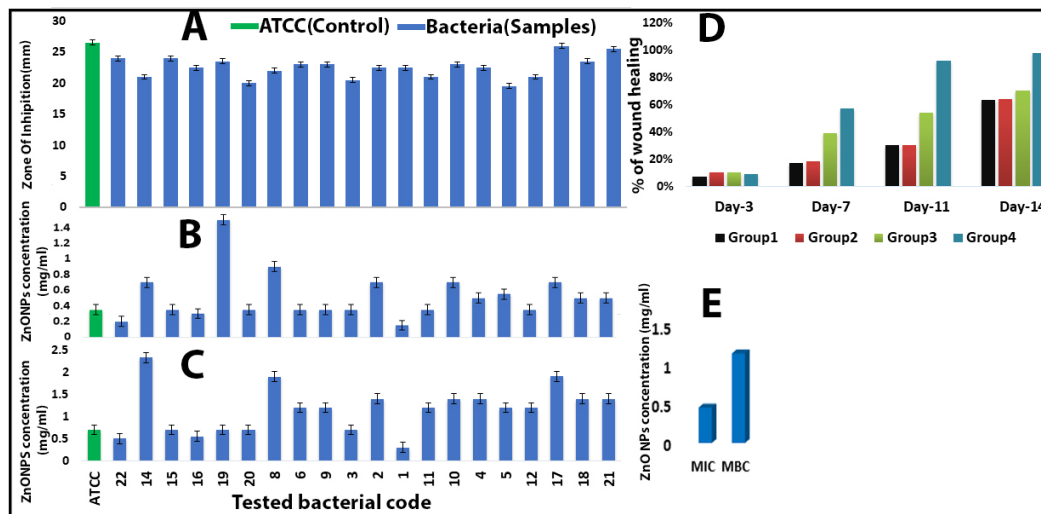 A
ATCC(Control)
Bacteria(Samples)
Zone Of Inhipition(mm)
30
25
20
15
10
5
0
B
ZnONPs concentration
(mg/ml)
1.4
1.2
1
0.8
0.6
0.4
0.2
0
C
ZnONPs concentration
(mg/ml)
2.5
2
1.5
1
0.5
0
ATCC 22 14 15 16 19 20 8 6 9 3 2 1 11 10 4 5 12 17 18 21
Tested bacterial code
D
% of wound healing
120%
100%
80%
60%
40%
20%
0%
Day-3 Day-7 Day-11 Day-14
Group1 Group2 Group3 Group4
E
ZnO NPs concentration (mg/ml)
1.5
1
0.5
0
MIC MBC